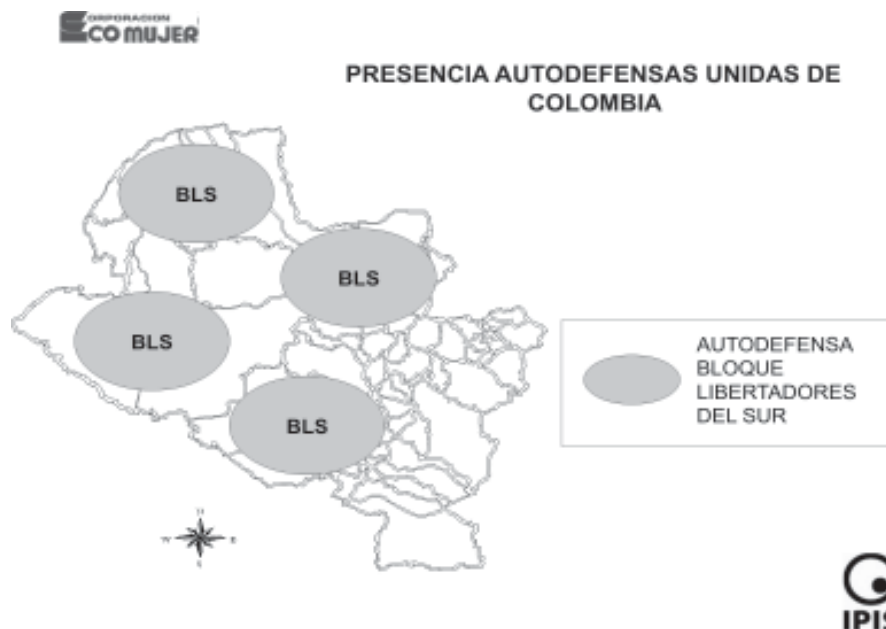 CORPORACION
ECO MUJER
PRESENCIA AUTODEFENSAS UNIDAS DE
COLOMBIA
BLS
BLS
BLS
BLS
AUTODEFENSA
BLOQUE
LIBERTADORES
DEL SUR
W
E
S
IPIS